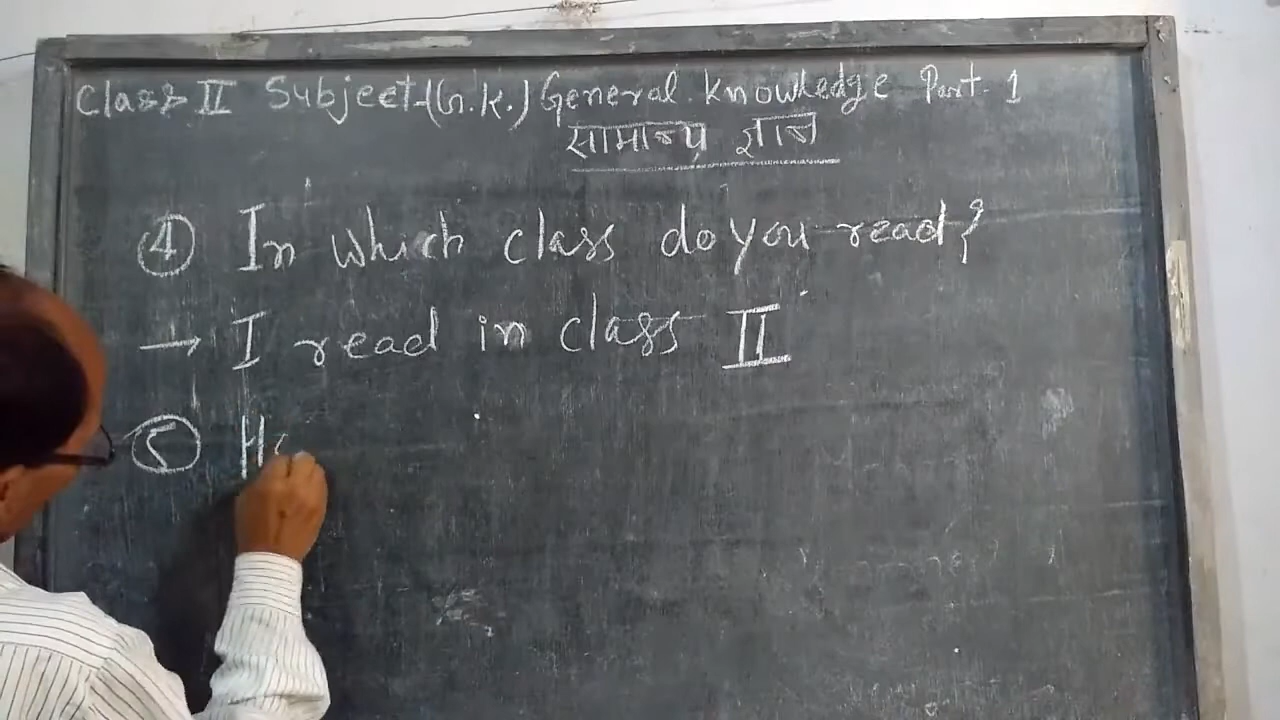 Class II Subject-(G.K.) General. Knowledge Part-1
सामान्य ज्ञान
④ In which class do you read?
→ I read in class II
⑤ Ho